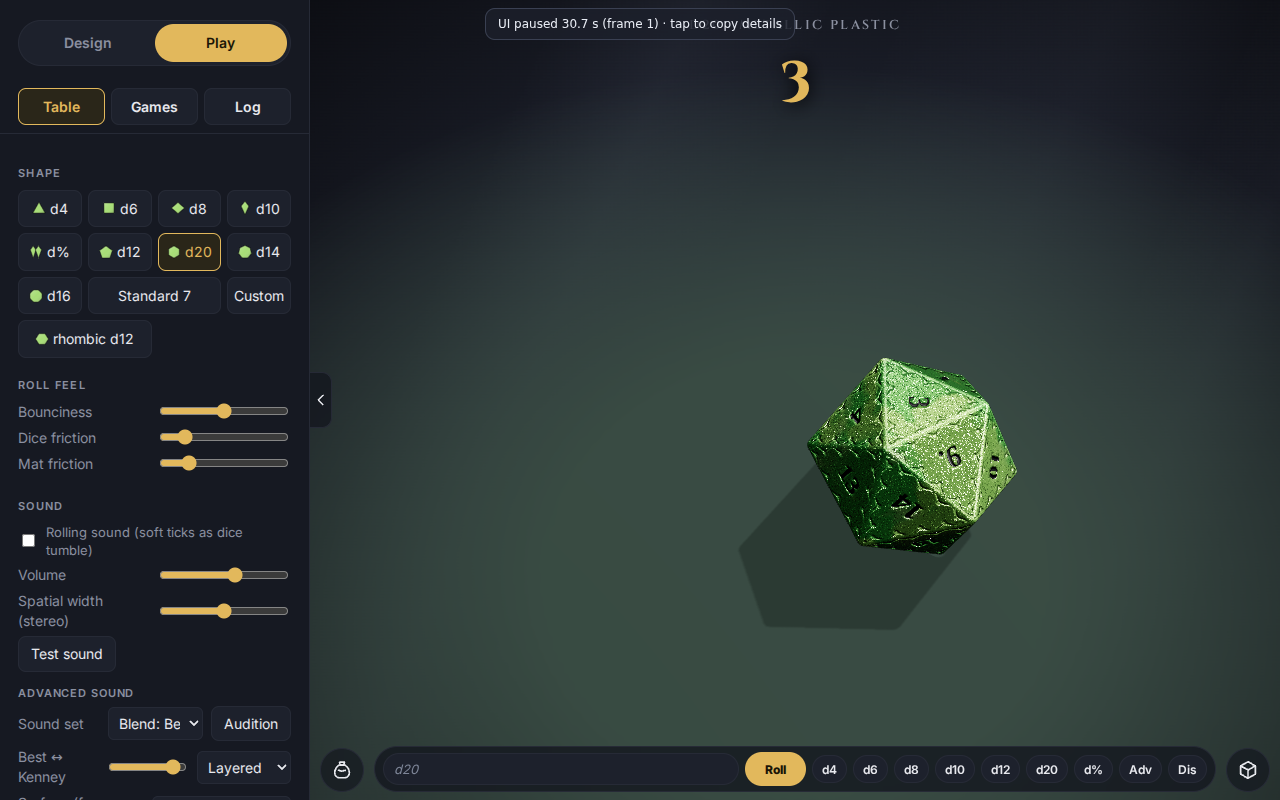 Design
Play
UI paused 30.7 s (frame 1) · tap to copy details
LIC PLASTIC
3
Table
Games
Log
SHAPE
d4
d6
d8
d10
d%
d12
d20
d14
d16
Standard 7
Custom
rhombic d12
ROLL FEEL
Bounciness
Dice friction
Mat friction
SOUND
Rolling sound (soft ticks as dice
tumble)
Volume
Spatial width
(stereo)
Test sound
ADVANCED SOUND
Sound set
Blend: Be
Audition
Best ↔
Kenney
Layered
3
9.
14
d20
Roll
d4
d6
d8
d10
d12
d20
d%
Adv
Dis